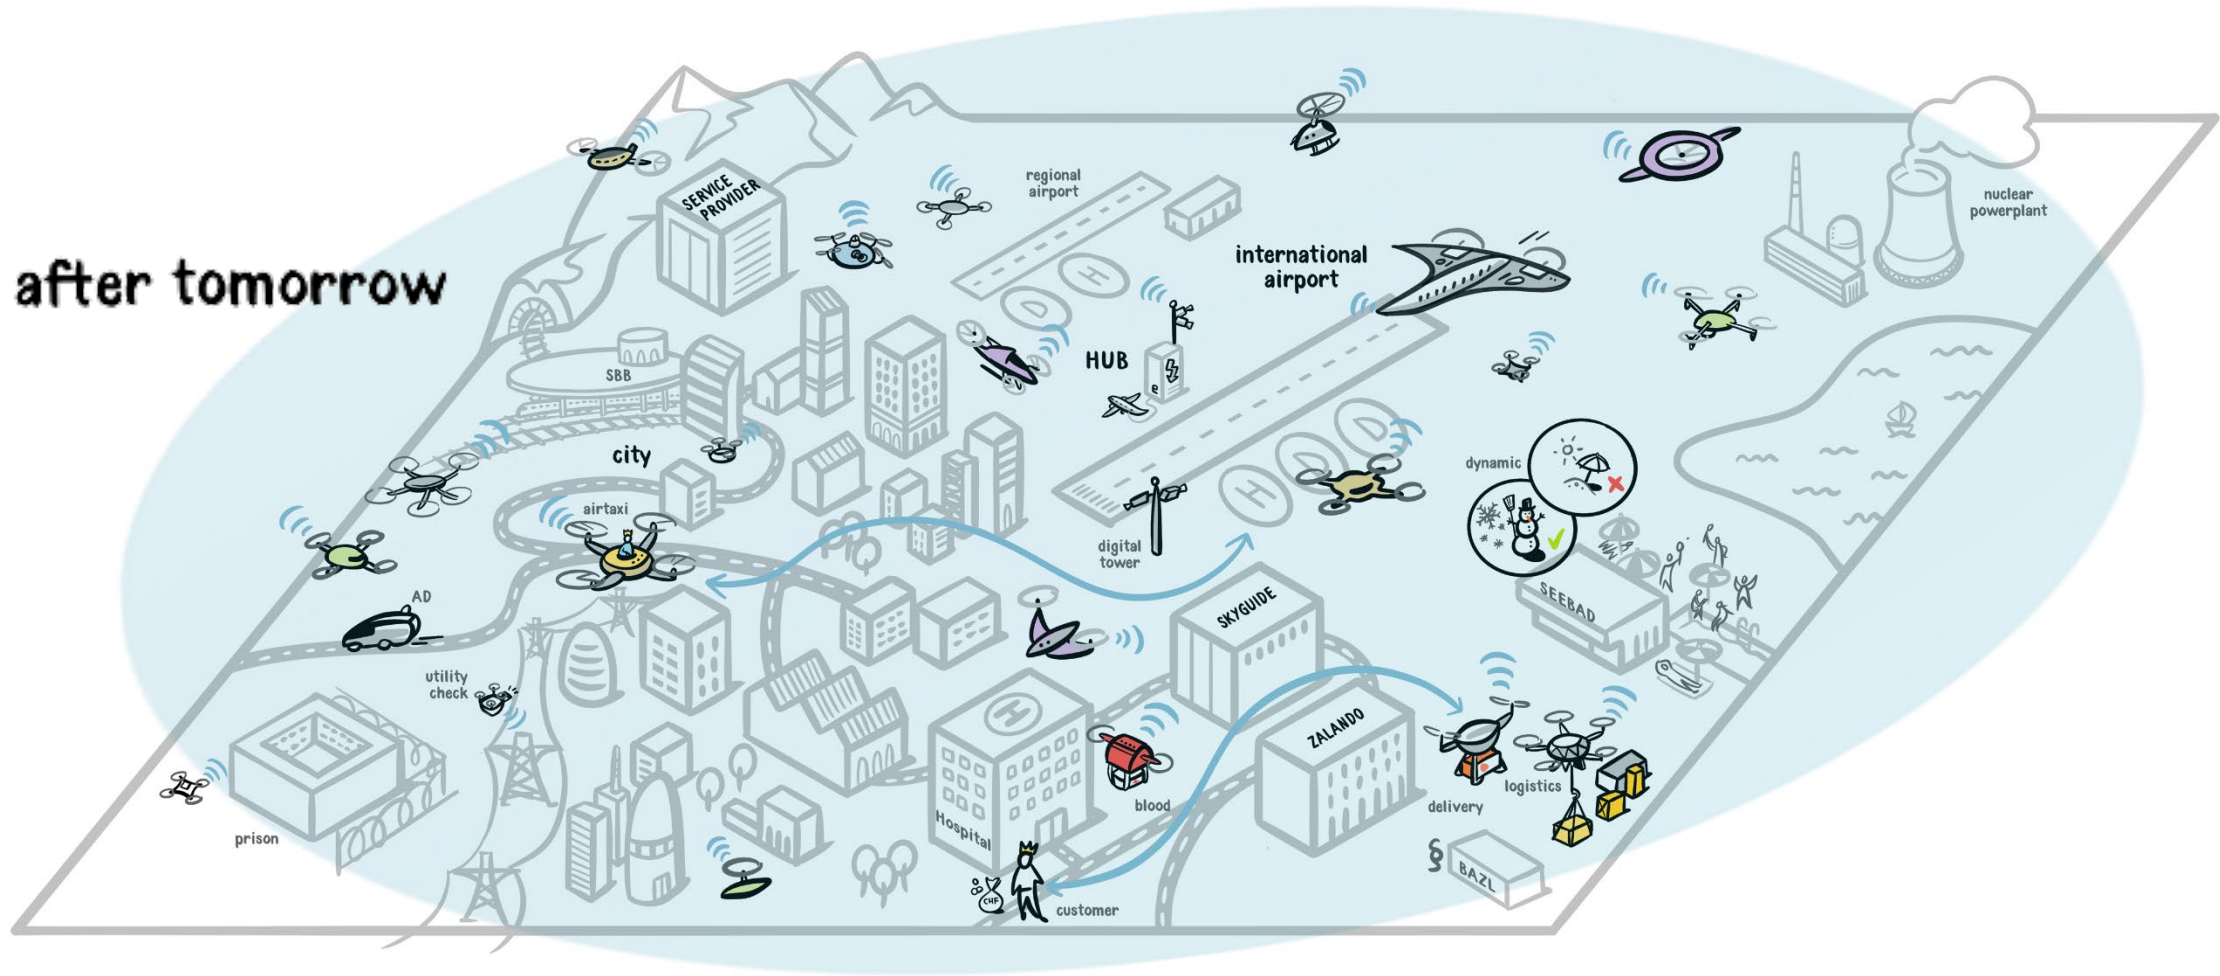 after tomorrow
SERVICE
PROVIDER
regional
airport
nuclear
powerplant
international
airport
HUB
e
SBB
city
airtaxi
dynamic
digital
tower
AD
SKYGUIDE
SEEBAD
utility
check
ZALANDO
H
H
H
D
D
D
prison
Hospital
blood
delivery
logistics
§
BAZL
CHF
customer